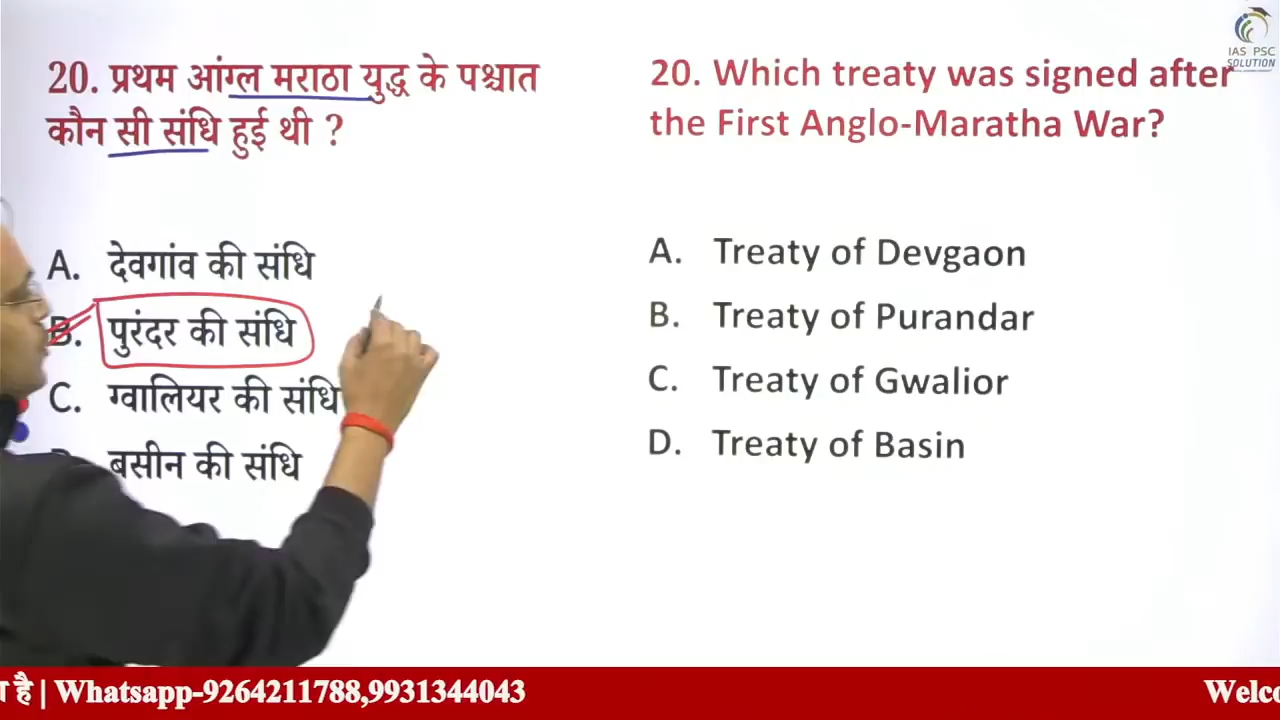 20. प्रथम आंग्ल मराठा युद्ध के पश्चात
कौन सी संधि हुई थी ?
A. देवगांव की संधि
B. पुरंदर की संधि
C. ग्वालियर की संधि
बसीन की संधि
20. Which treaty was signed after
the First Anglo-Maratha War?
A. Treaty of Devgaon
B. Treaty of Purandar
C. Treaty of Gwalior
D. Treaty of Basin
IAS PSC
SOLUTION
है | Whatsapp-9264211788,9931344043
Welco